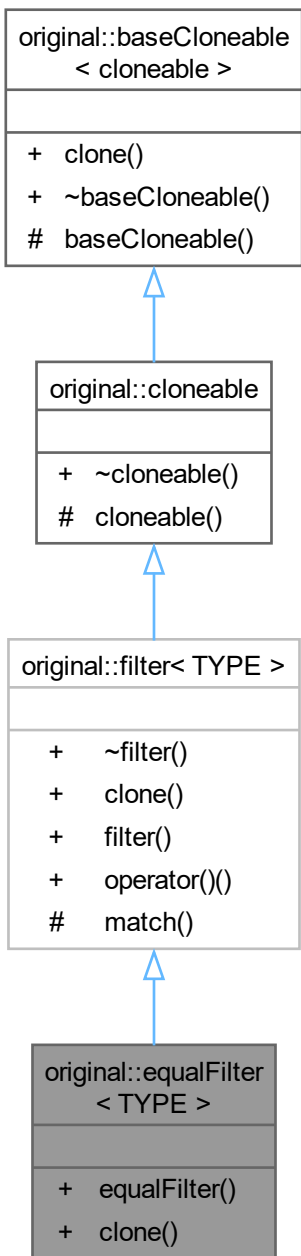 original::baseCloneable
< cloneable >
+ clone()
+ ~baseCloneable()
# baseCloneable()
original::cloneable
+ ~cloneable()
# cloneable()
original::filter< TYPE >
+ ~filter()
+ clone()
+ filter()
+ operator()()
# match()
original::equalFilter
< TYPE >
+ equalFilter()
+ clone()